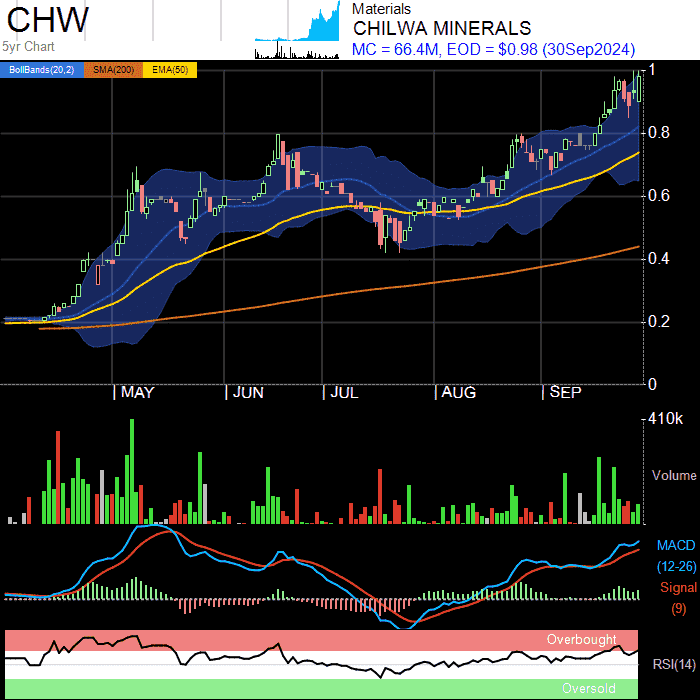 CHW
5yr Chart
Materials
CHILWA MINERALS
MC = 66.4M, EOD = $0.98 (30Sep2024)
BollBands(20,2) SMA(200) EMA(50)
1
0.8
0.6
0.4
0.2
0
MAY JUN JUL AUG SEP
410k
Volume
MACD
(12-26)
Signal
(9)
Overbought
RSI(14)
Oversold